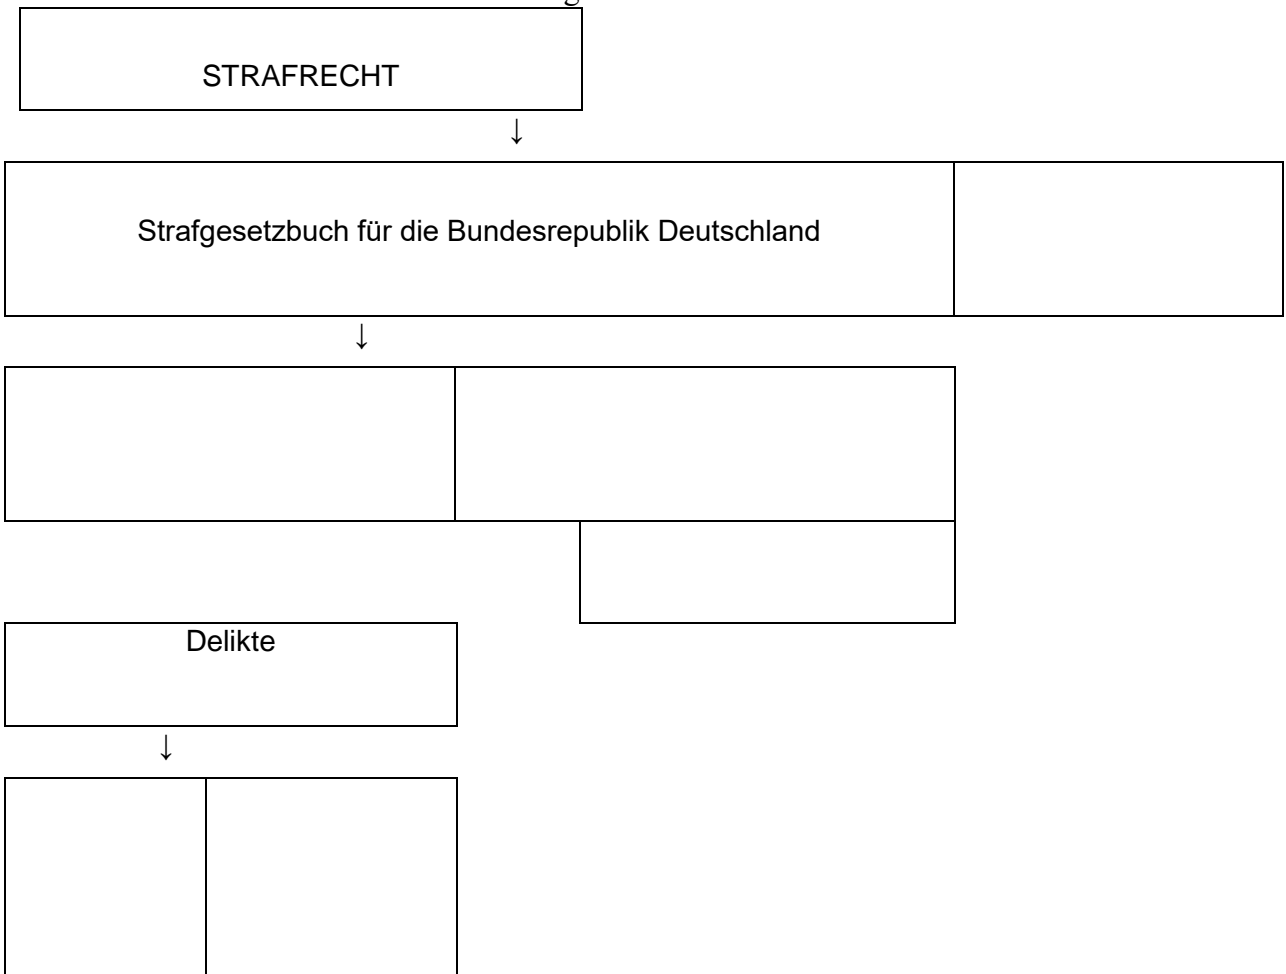 STRAFRECHT
↓
Strafgesetzbuch für die Bundesrepublik Deutschland
↓
Delikte
↓